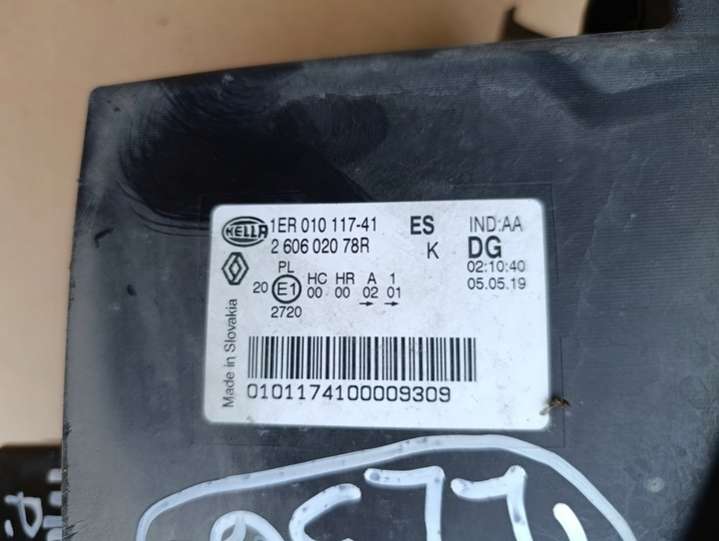 HELLA 1ER 010 117-41 ES IND:AA
2 606 020 78R K DG
02:10:40
05.05.19
PL
20 E1 HC HR A 1
00 00 02 01
2720
Made in Slovakia
01011174100009309